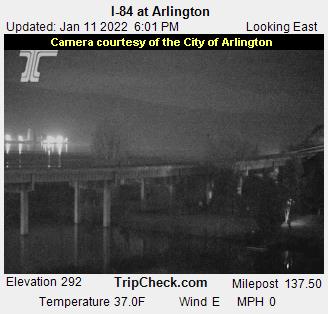 I-84 at Arlington
Updated: Jan 11 2022 6:01 PM Looking East
Camera courtesy of the City of Arlington
Elevation 292 TripCheck.com Milepost 137.50
Temperature 37.0F Wind E MPH 0